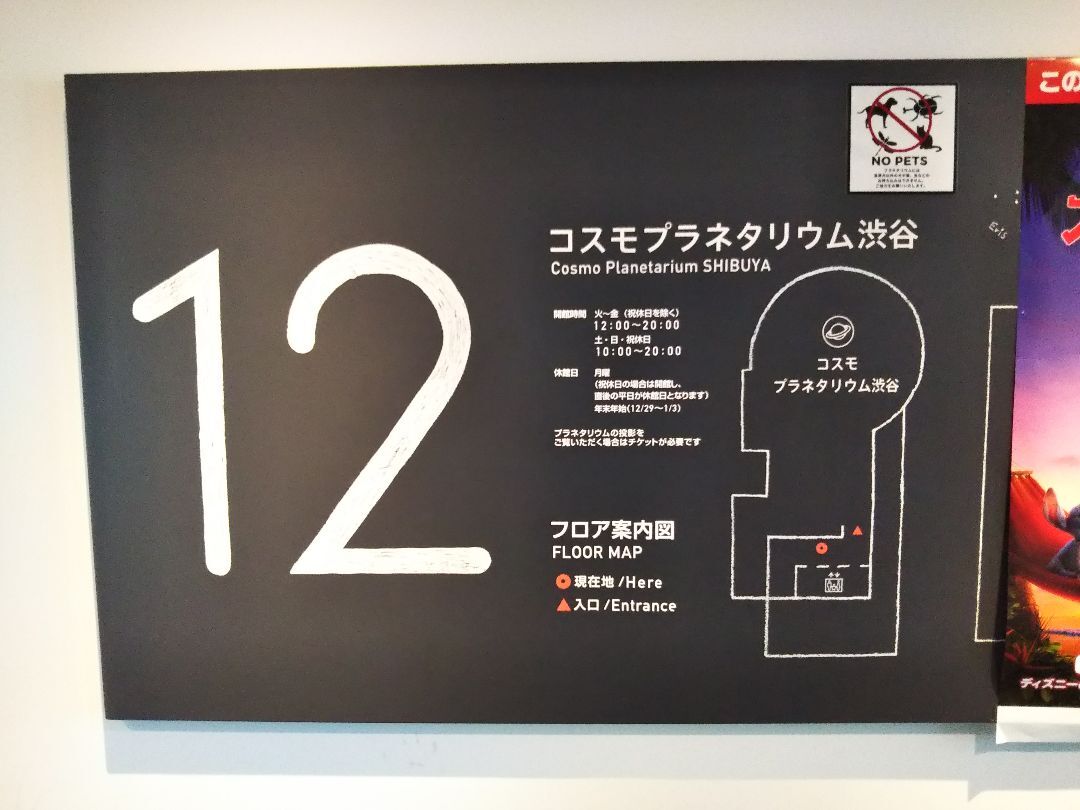 この
NO PETS
12
コスモプラネタリウム渋谷
Cosmo Planetarium SHIBUYA
開館時間 火〜金（祝休日を除く）
12:00〜20:00
土・日・祝休日
10:00〜20:00
休館日 月曜
（祝休日の場合は開館し、
直後の平日が休館日となります）
年末年始(12/29〜1/3)
プラネタリウムの投影を
ご覧いただく場合はチケットが必要です
コスモ
プラネタリウム渋谷
フロア案内図
FLOOR MAP
現在地/Here
入口/Entrance
ディズニー